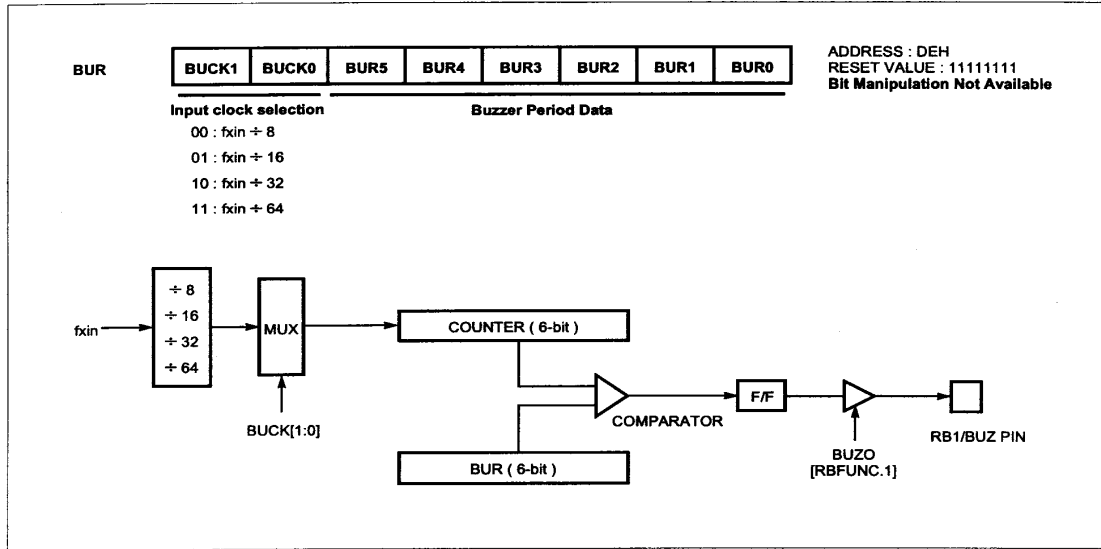 BUR
BUCK1 BUCK0 BUR5 BUR4 BUR3 BUR2 BUR1 BUR0
ADDRESS : DEH
RESET VALUE : 11111111
Bit Manipulation Not Available
Input clock selection
Buzzer Period Data
00 : fxin ÷ 8
01 : fxin ÷ 16
10 : fxin ÷ 32
11 : fxin ÷ 64
fxin
÷ 8
÷ 16
÷ 32
÷ 64
MUX
BUCK[1:0]
COUNTER ( 6-bit )
BUR ( 6-bit )
COMPARATOR
F/F
BUZO
[RBFUNC.1]
RB1/BUZ PIN